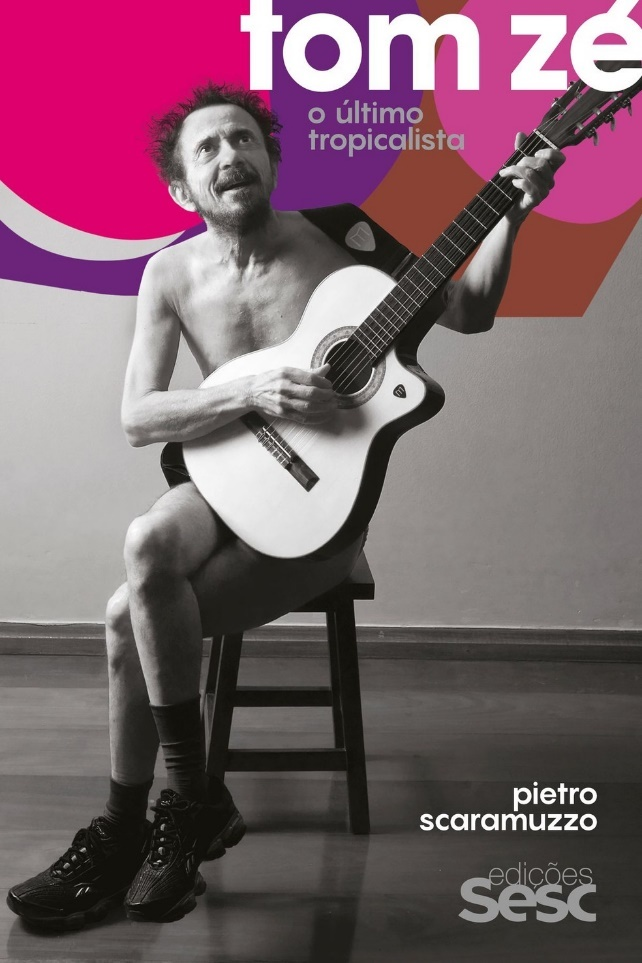 tom zé
o último
tropicalista
pietro
scaramuzzo
edições
Sesc